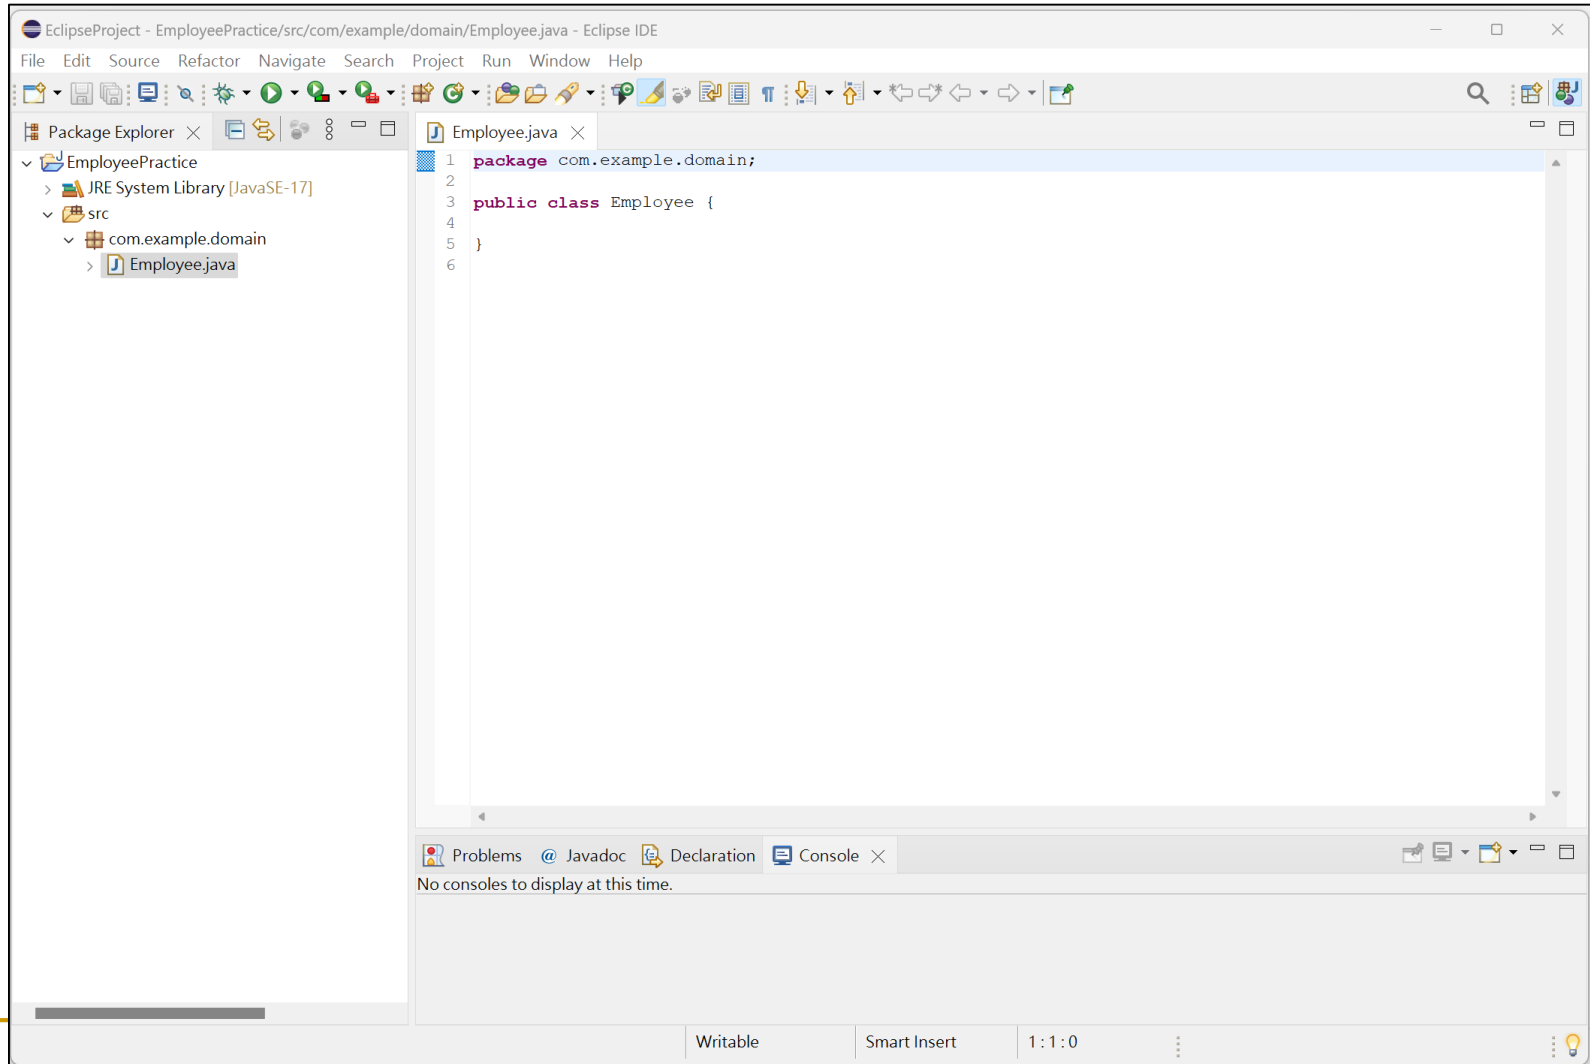 EclipseProject - EmployeePractice/src/com/example/domain/Employee.java - Eclipse IDE
File Edit Source Refactor Navigate Search Project Run Window Help
Package Explorer
EmployeePractice
JRE System Library [JavaSE-17]
src
com.example.domain
Employee.java
Employee.java
1 package com.example.domain;
2
3 public class Employee {
4
5 }
6
Problems @ Javadoc Declaration Console
No consoles to display at this time.
Writable Smart Insert 1 : 1 : 0